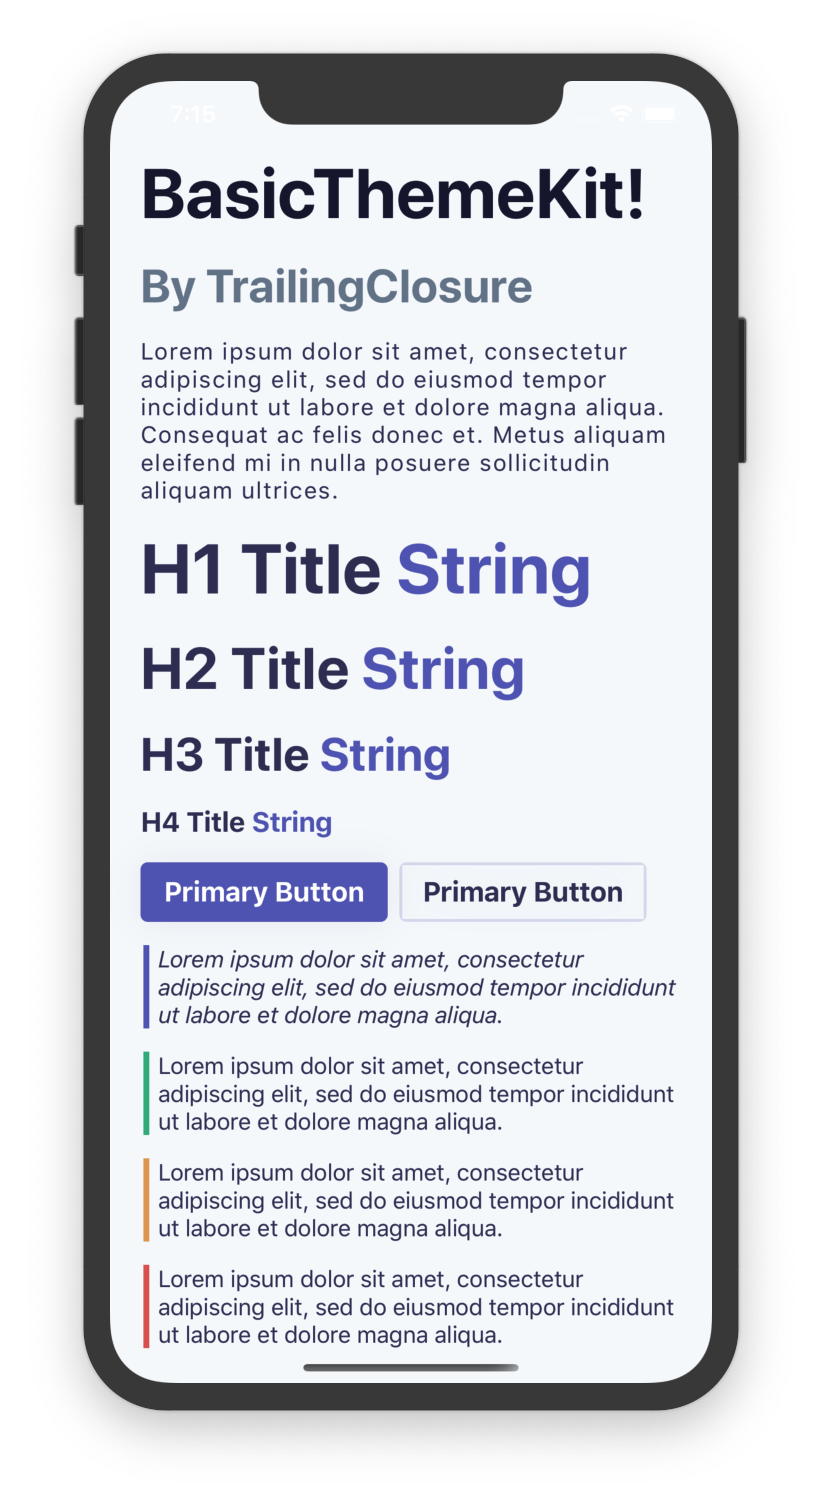 7:15
BasicThemeKit!
By TrailingClosure
Lorem ipsum dolor sit amet, consectetur
adipiscing elit, sed do eiusmod tempor
incididunt ut labore et dolore magna aliqua.
Consequat ac felis donec et. Metus aliquam
eleifend mi in nulla posuere sollicitudin
aliquam ultrices.
H1 Title String
H2 Title String
H3 Title String
H4 Title String
Primary Button Primary Button
Lorem ipsum dolor sit amet, consectetur
adipiscing elit, sed do eiusmod tempor incididunt
ut labore et dolore magna aliqua.
Lorem ipsum dolor sit amet, consectetur
adipiscing elit, sed do eiusmod tempor incididunt
ut labore et dolore magna aliqua.
Lorem ipsum dolor sit amet, consectetur
adipiscing elit, sed do eiusmod tempor incididunt
ut labore et dolore magna aliqua.
Lorem ipsum dolor sit amet, consectetur
adipiscing elit, sed do eiusmod tempor incididunt
ut labore et dolore magna aliqua.